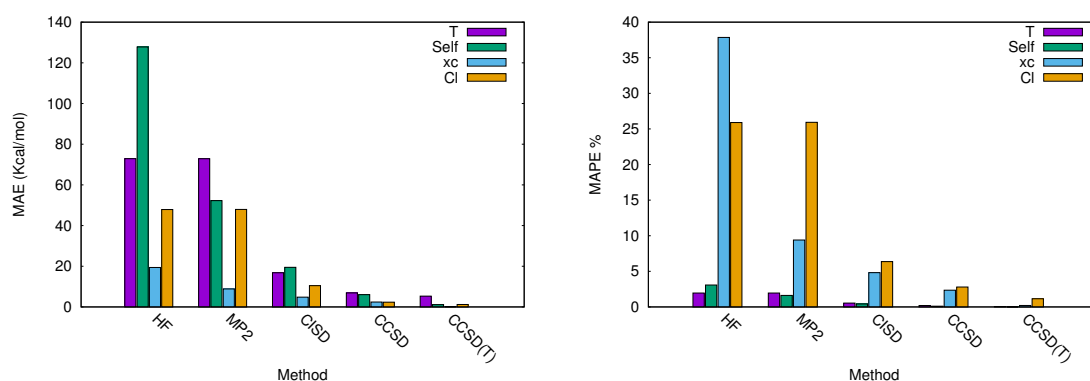 MAE (Kcal/mol)
140
120
100
80
60
40
20
0
T
Self
xc
Cl
HF
MP2
CISD
CCSD
CCSD(T)
Method
MAPE %
40
35
30
25
20
15
10
5
0
T
Self
xc
Cl
HF
MP2
CISD
CCSD
CCSD(T)
Method